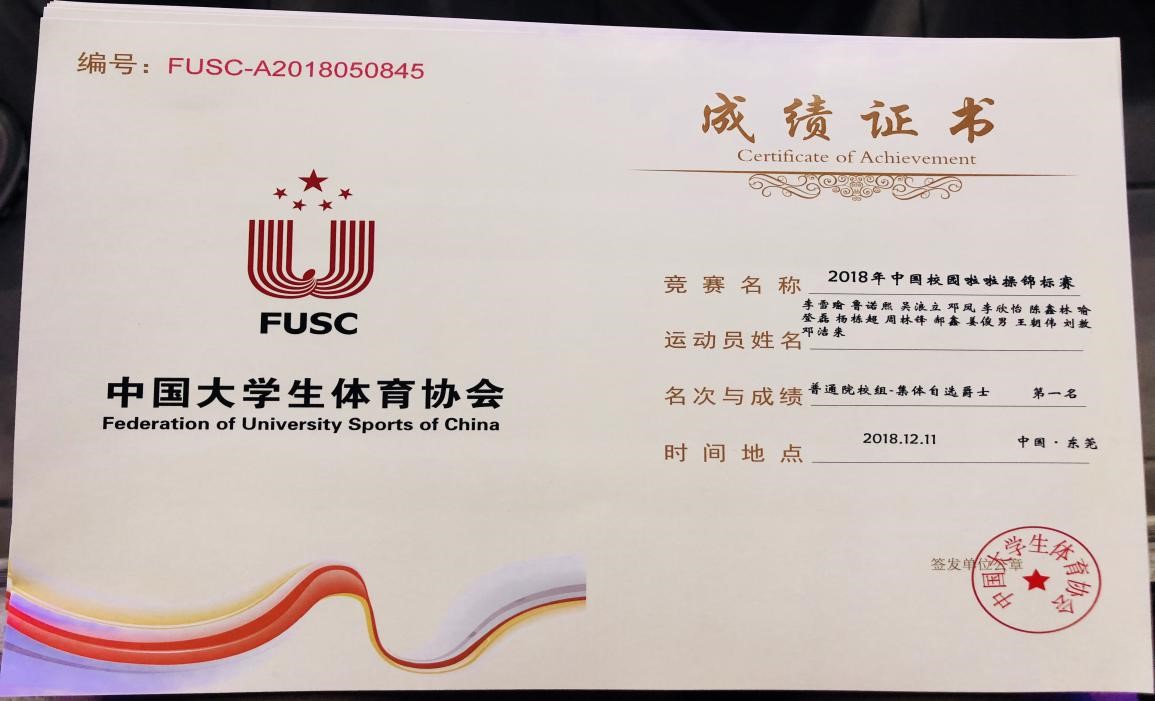 编号：FUSC-A2018050845
FUSC
中国大学生体育协会
Federation of University Sports of China
成绩证书
Certificate of Achievement
竞赛名称 2018年中国校园啦啦操锦标赛
李雪瑜 鲁诺熙 吴浪立 邓凤 李欣怡 陈鑫林 喻
登磊 杨栋超 周林锋 郝鑫 姜俊男 王朝伟 刘教
运动员姓名 邓洁来
名次与成绩 普通院校组-集体自选爵士 第一名
时间地点 2018.12.11 中国·东莞
签发单位公章
中国大学生体育协会